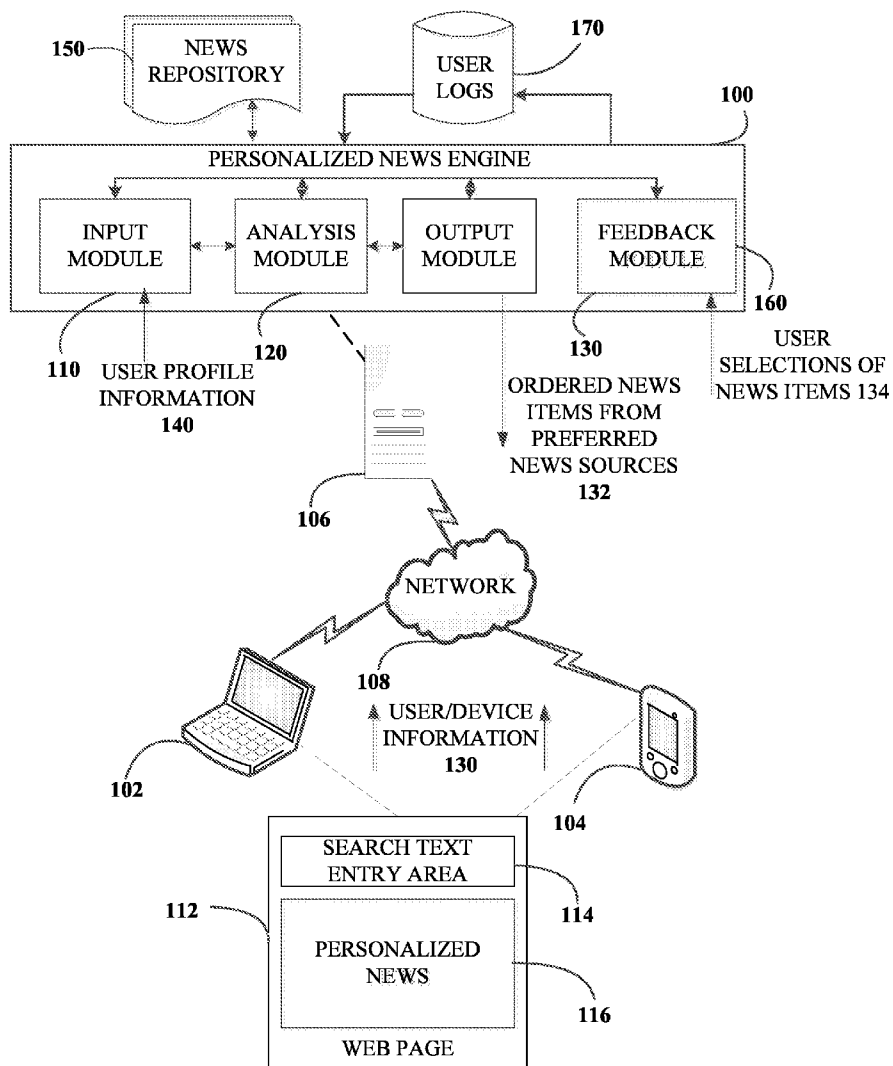 150
NEWS
REPOSITORY
USER
LOGS
170
100
PERSONALIZED NEWS ENGINE
INPUT
MODULE
ANALYSIS
MODULE
OUTPUT
MODULE
FEEDBACK
MODULE
160
110
120
130
USER PROFILE
INFORMATION
140
ORDERED NEWS
ITEMS FROM
PREFERRED
NEWS SOURCES
132
USER
SELECTIONS OF
NEWS ITEMS 134
106
NETWORK
108
USER/DEVICE
INFORMATION
130
102
104
SEARCH TEXT
ENTRY AREA
114
112
PERSONALIZED
NEWS
116
WEB PAGE